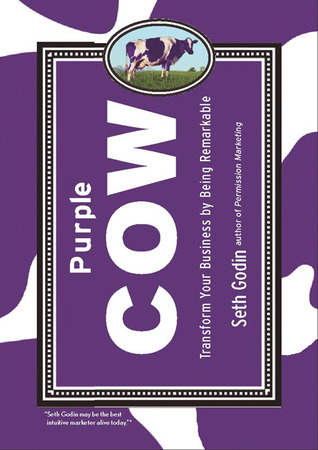 Purple
COW
Transform Your Business by Being Remarkable
Seth Godin author of Permission Marketing
"Seth Godin may be the best
intuitive marketer alive today."*